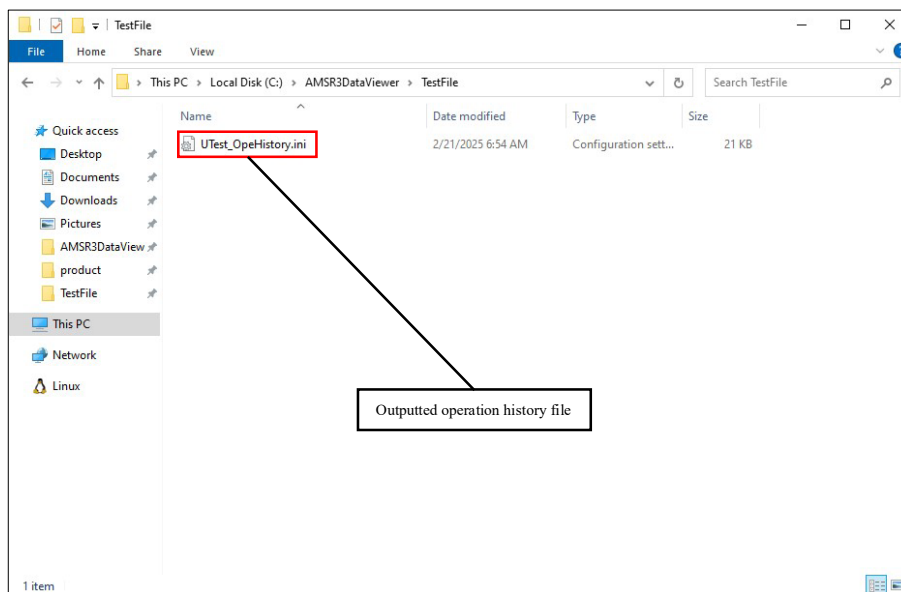 TestFile
File Home Share View
This PC > Local Disk (C:) > AMSR3DataViewer > TestFile
Search TestFile
Name Date modified Type Size
UTest_OpeHistory.ini 2/21/2025 6:54 AM Configuration sett... 21 KB
Quick access
Desktop
Documents
Downloads
Pictures
AMSR3DataView
product
TestFile
This PC
Network
Linux
Outputted operation history file
1 item